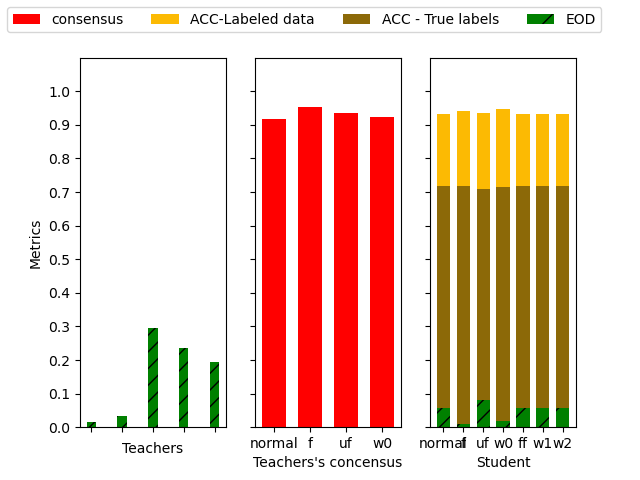 consensus ACC-Labeled data ACC - True labels EOD
Metrics
1.0
0.9
0.8
0.7
0.6
0.5
0.4
0.3
0.2
0.1
0.0
normal f uf w0
normal f uf w0 ff w1 w2
Teachers
Teachers's concensus
Student